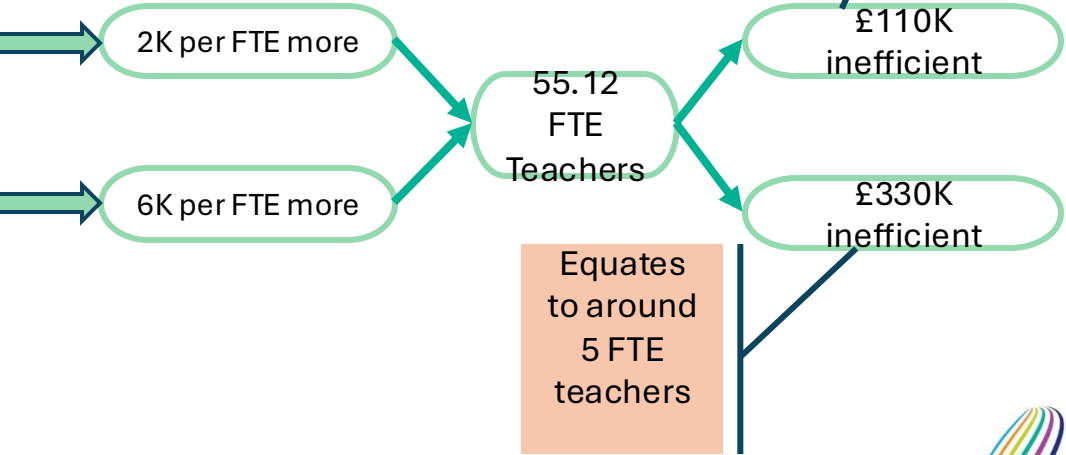 2K per FTE more
6K per FTE more
55.12
FTE
Teachers
£110K
inefficient
£330K
inefficient
Equates
to around
5 FTE
teachers